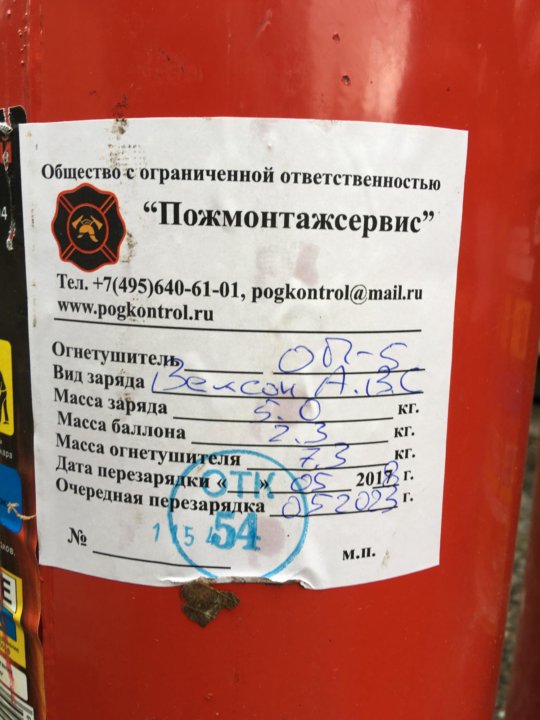 Общество с ограниченной ответственностью
“Пожмонтажсервис”
Тел. +7(495)640-61-01, pogkontrol@mail.ru
www.pogkontrol.ru
Огнетушитель ОП-5
Вид заряда Вексон АВС
Масса заряда 5.0 кг.
Масса баллона 2.3 кг.
Масса огнетушителя 7.3 кг.
Дата перезарядки « » 05 2018 г.
Очередная перезарядка 05 2023 г.
ОТК
54
№
м.п.